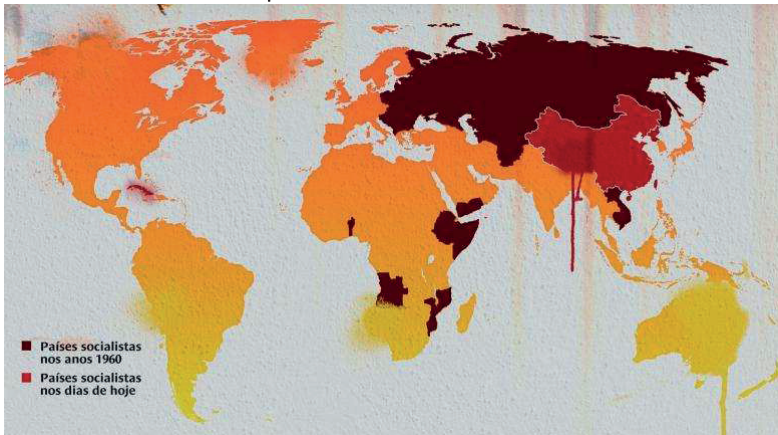 Países socialistas
nos anos 1960
Países socialistas
nos dias de hoje